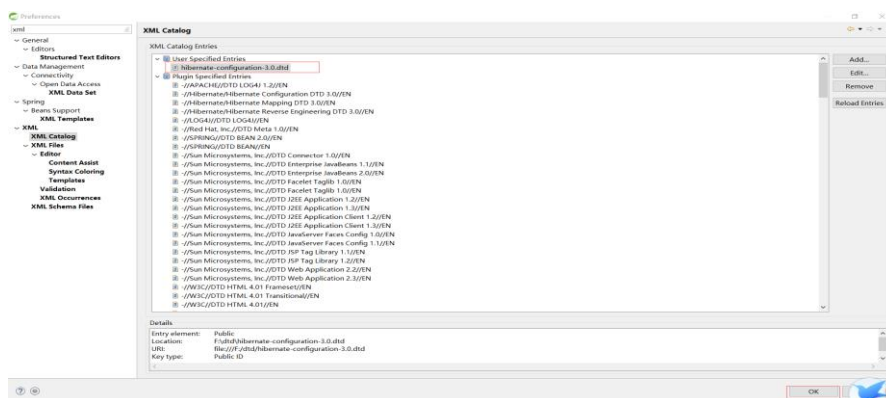 Preferences
xml
General
Editors
Structured Text Editors
Data Management
Connectivity
Open Data Access
XML Data Set
Spring
Beans Support
XML Templates
XML
XML Catalog
XML Files
Editor
Content Assist
Syntax Coloring
Templates
Validation
XML Occurrences
XML Schema Files
XML Catalog
XML Catalog Entries
User Specified Entries
hibernate-configuration-3.0.dtd
Plugin Specified Entries
-//APACHE//DTD LOG4J 1.2//EN
-//Hibernate/Hibernate Configuration DTD 3.0//EN
-//Hibernate/Hibernate Mapping DTD 3.0//EN
-//Hibernate/Hibernate Reverse Engineering DTD 3.0//EN
-//LOG4J//DTD LOG4J//EN
-//Red Hat, Inc.//DTD Meta 1.0//EN
-//SPRING//DTD BEAN 2.0//EN
-//SPRING//DTD BEAN//EN
-//Sun Microsystems, Inc.//DTD Connector 1.0//EN
-//Sun Microsystems, Inc.//DTD Enterprise JavaBeans 1.1//EN
-//Sun Microsystems, Inc.//DTD Enterprise JavaBeans 2.0//EN
-//Sun Microsystems, Inc.//DTD Facelet Taglib 1.0//EN
-//Sun Microsystems, Inc.//DTD Facelet Taglib 1.0//EN
-//Sun Microsystems, Inc.//DTD J2EE Application 1.2//EN
-//Sun Microsystems, Inc.//DTD J2EE Application 1.3//EN
-//Sun Microsystems, Inc.//DTD J2EE Application Client 1.2//EN
-//Sun Microsystems, Inc.//DTD J2EE Application Client 1.3//EN
-//Sun Microsystems, Inc.//DTD JavaServer Faces Config 1.0//EN
-//Sun Microsystems, Inc.//DTD JavaServer Faces Config 1.1//EN
-//Sun Microsystems, Inc.//DTD JSP Tag Library 1.1//EN
-//Sun Microsystems, Inc.//DTD JSP Tag Library 1.2//EN
-//Sun Microsystems, Inc.//DTD Web Application 2.2//EN
-//Sun Microsystems, Inc.//DTD Web Application 2.3//EN
-//W3C//DTD HTML 4.01 Frameset//EN
-//W3C//DTD HTML 4.01 Transitional//EN
-//W3C//DTD HTML 4.01//EN
Add...
Edit...
Remove
Reload Entries
Details
Entry element: Public
Location: F:\dtd\hibernate-configuration-3.0.dtd
URI: file:///F:/dtd/hibernate-configuration-3.0.dtd
Key type: Public ID
OK